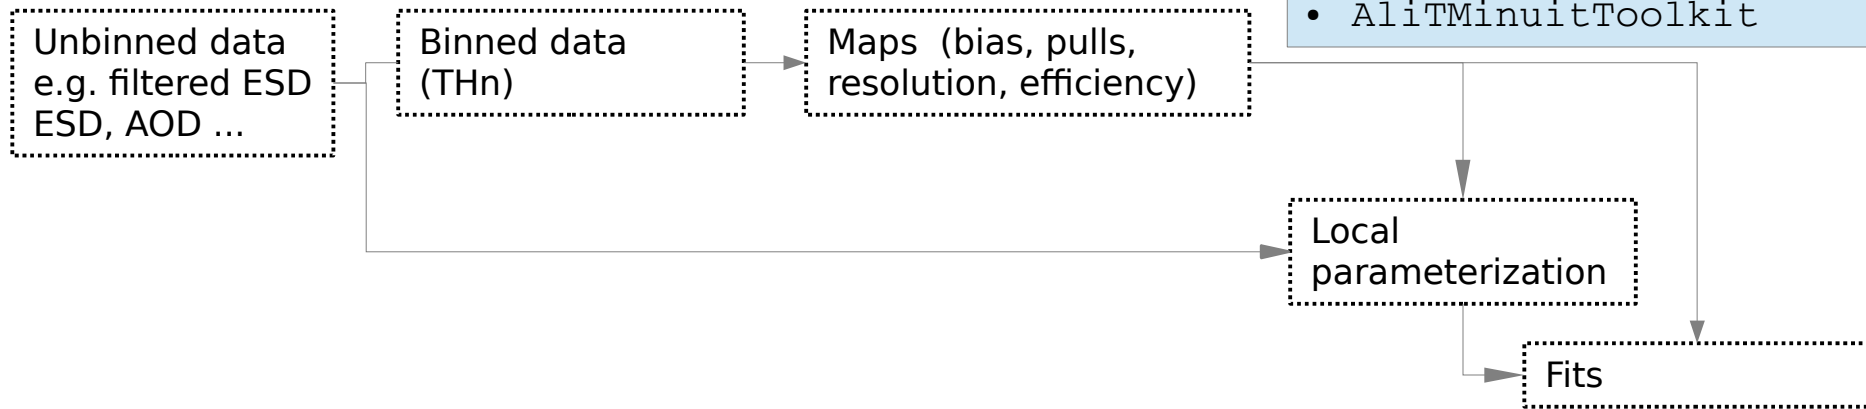 • AliTMinuitToolkit
Unbinned data
e.g. filtered ESD
ESD, AOD ...
Binned data
(THn)
Maps  (bias, pulls,
resolution, efficiency)
Local
parameterization
Fits